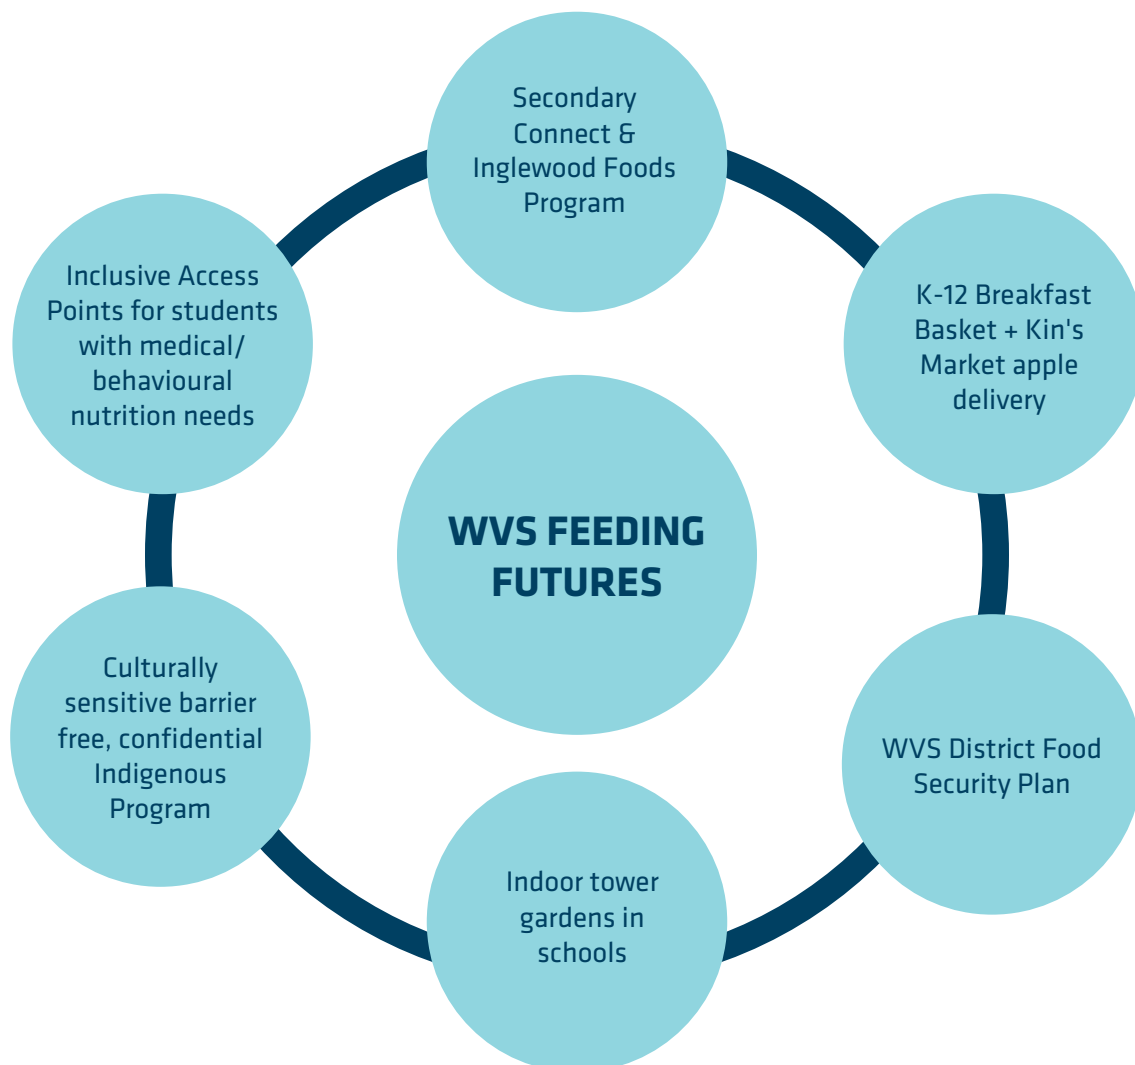 Secondary
Connect &
Inglewood Foods
Program
K-12 Breakfast
Basket + Kin's
Market apple
delivery
WVS District Food
Security Plan
Indoor tower
gardens in
schools
Culturally
sensitive barrier
free, confidential
Indigenous
Program
Inclusive Access
Points for students
with medical/
behavioural
nutrition needs
WVS FEEDING
FUTURES